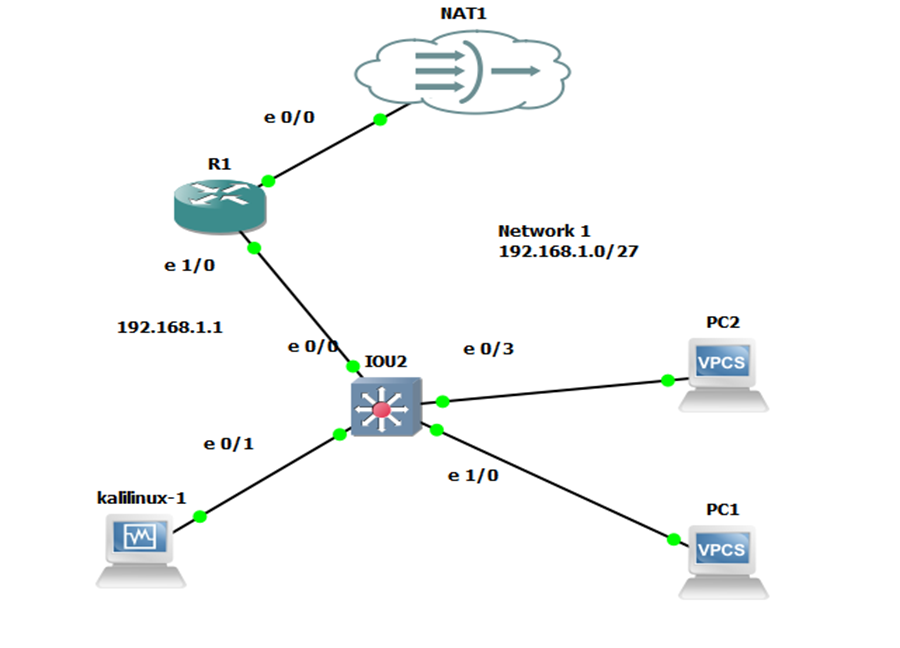 NAT1
e 0/0
R1
Network 1
192.168.1.0/27
e 1/0
192.168.1.1
PC2
e 0/0
e 0/3
IOU2
VPCS
e 0/1
e 1/0
kalilinux-1
PC1
VPCS